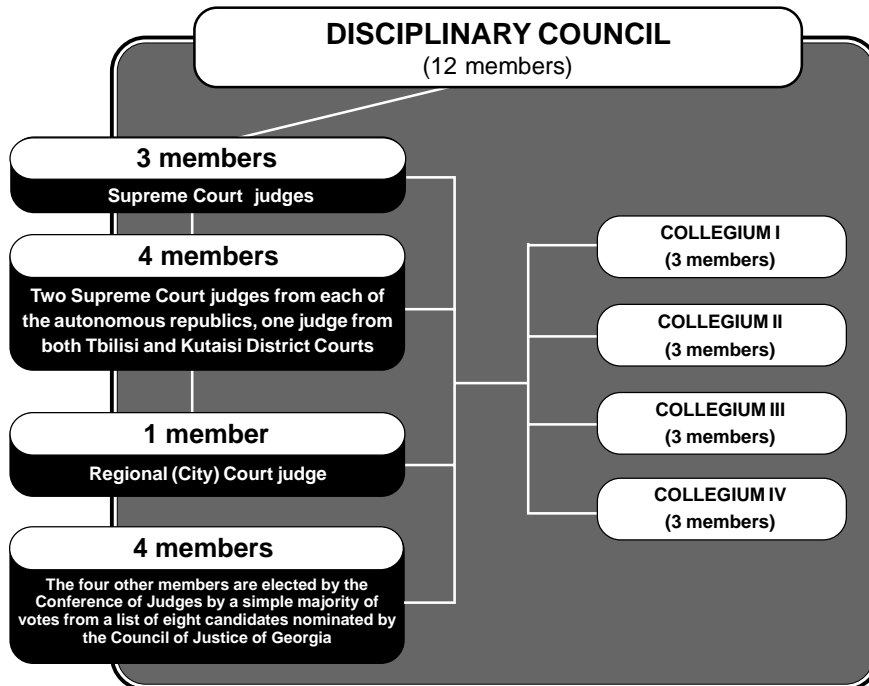 DISCIPLINARY COUNCIL
(12 members)
3 members
Supreme Court judges
4 members
Two Supreme Court judges from each of
the autonomous republics, one judge from
both Tbilisi and Kutaisi District Courts
1 member
Regional (City) Court judge
4 members
The four other members are elected by the
Conference of Judges by a simple majority of
votes from a list of eight candidates nominated by
the Council of Justice of Georgia
COLLEGIUM I
(3 members)
COLLEGIUM II
(3 members)
COLLEGIUM III
(3 members)
COLLEGIUM IV
(3 members)